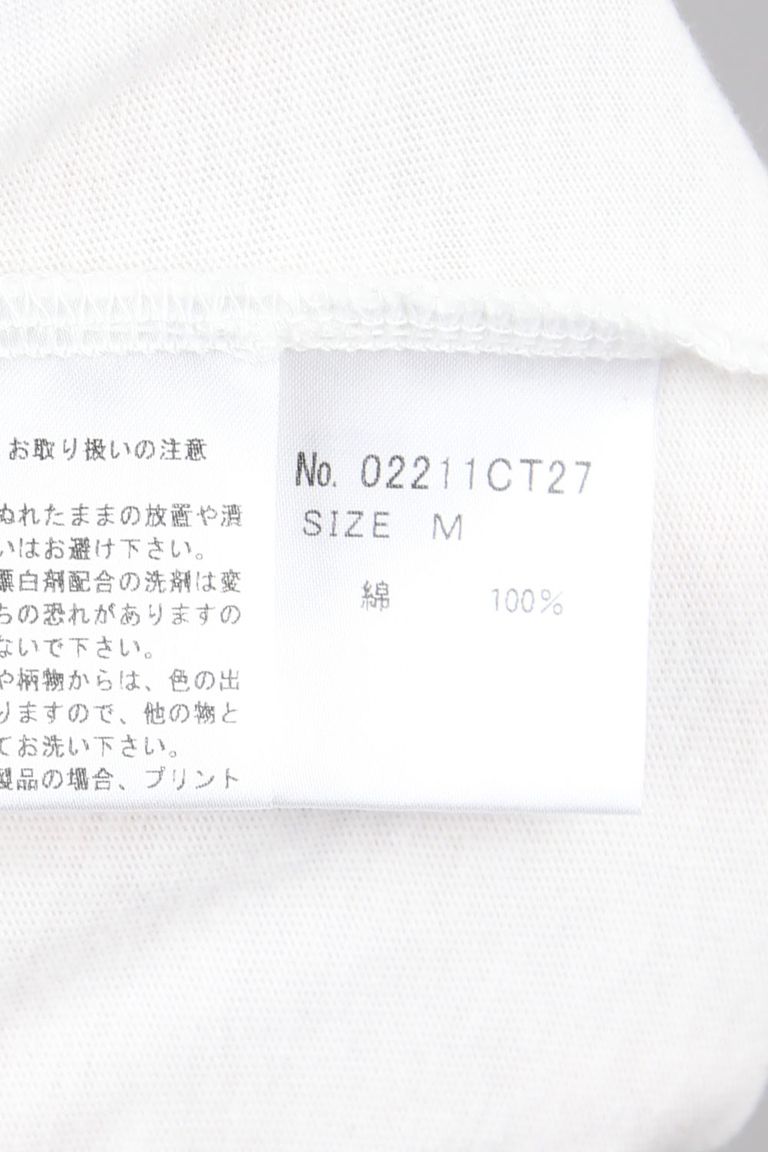 お取り扱いの注意
ぬれたままの放置や漬
いはお避け下さい。
漂白剤配合の洗剤は変
ちの恐れがありますの
ないで下さい。
や柄物からは、色の出
りますので、他の物と
てお洗い下さい。
製品の場合、プリント
No. 02211CT27
SIZE M
綿 100%